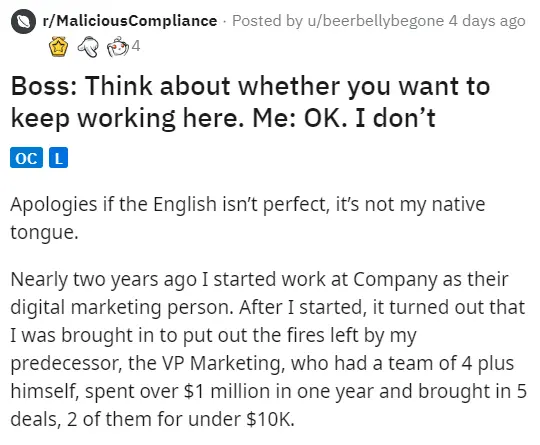 r/MaliciousCompliance · Posted by u/beerbellybegone 4 days ago
4
Boss: Think about whether you want to
keep working here. Me: OK. I don’t
OC L
Apologies if the English isn’t perfect, it’s not my native
tongue.
Nearly two years ago I started work at Company as their
digital marketing person. After I started, it turned out that
I was brought in to put out the fires left by my
predecessor, the VP Marketing, who had a team of 4 plus
himself, spent over $1 million in one year and brought in 5
deals, 2 of them for under $10K.